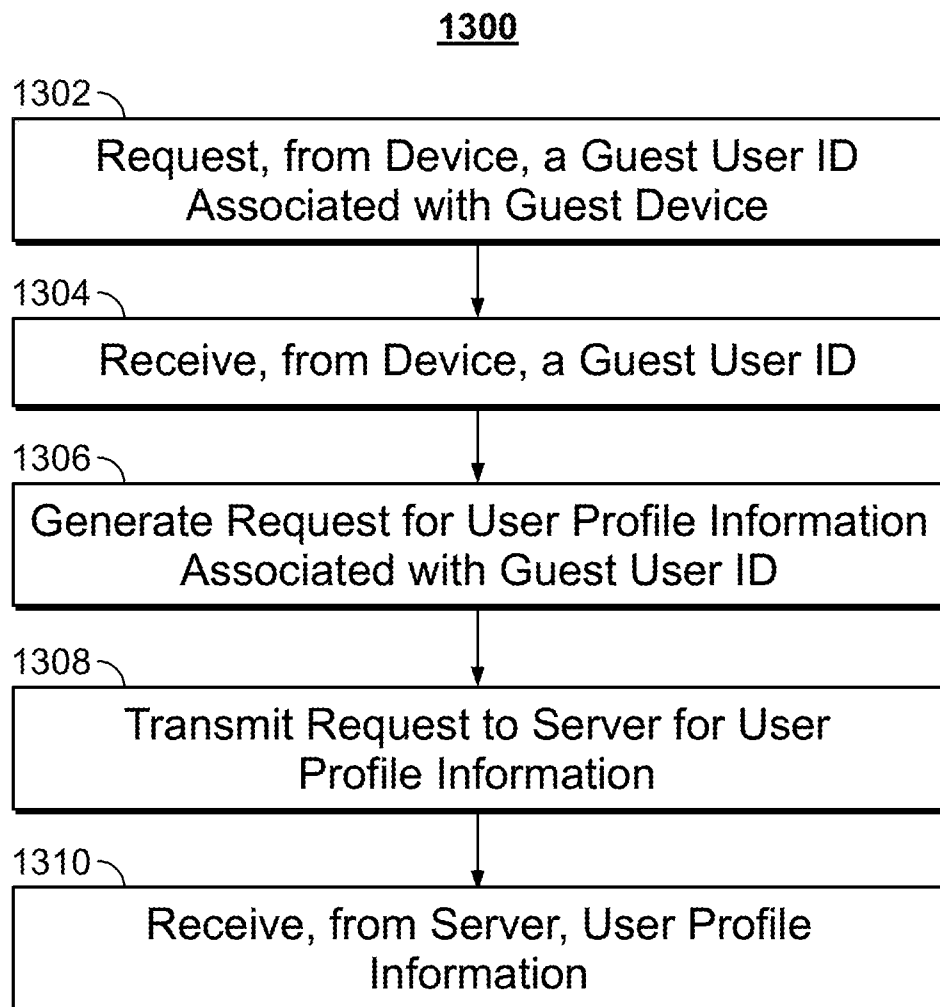 1300
1302
Request, from Device, a Guest User ID
Associated with Guest Device
1304
Receive, from Device, a Guest User ID
1306
Generate Request for User Profile Information
Associated with Guest User ID
1308
Transmit Request to Server for User
Profile Information
1310
Receive, from Server, User Profile
Information